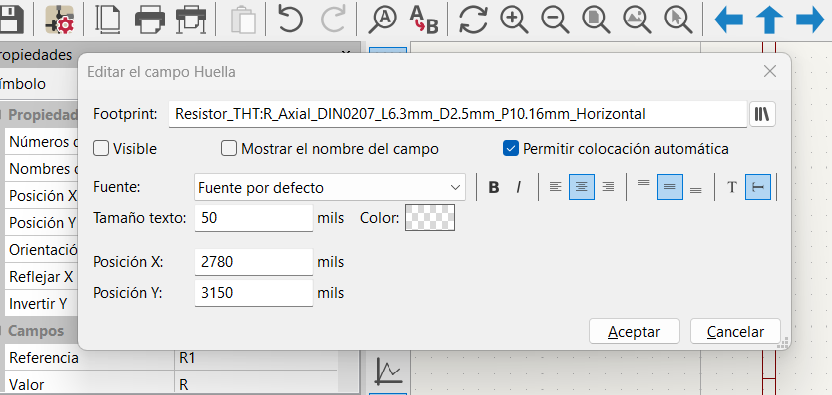 ropiedades
Editar el campo Huella
ímbolo
Footprint: Resistor_THT:R_Axial_DIN0207_L6.3mm_D2.5mm_P10.16mm_Horizontal
Propiedad
Números d
Visible Mostrar el nombre del campo Permitir colocación automática
Nombres d
Fuente: Fuente por defecto B I T T
Posición X
Tamaño texto: 50 mils Color:
Posición Y
Orientació
Posición X: 2780 mils
Reflejar X
Posición Y: 3150 mils
Invertir Y
Campos
Aceptar Cancelar
Referencia R1
Valor R